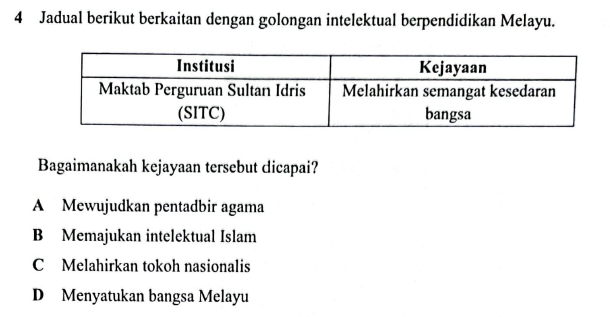 4 Jadual berikut berkaitan dengan golongan intelektual berpendidikan Melayu.
Institusi Kejayaan
Maktab Perguruan Sultan Idris Melahirkan semangat kesedaran
(SITC) bangsa
Bagaimanakah kejayaan tersebut dicapai?
A Mewujudkan pentadbir agama
B Memajukan intelektual Islam
C Melahirkan tokoh nasionalis
D Menyatukan bangsa Melayu